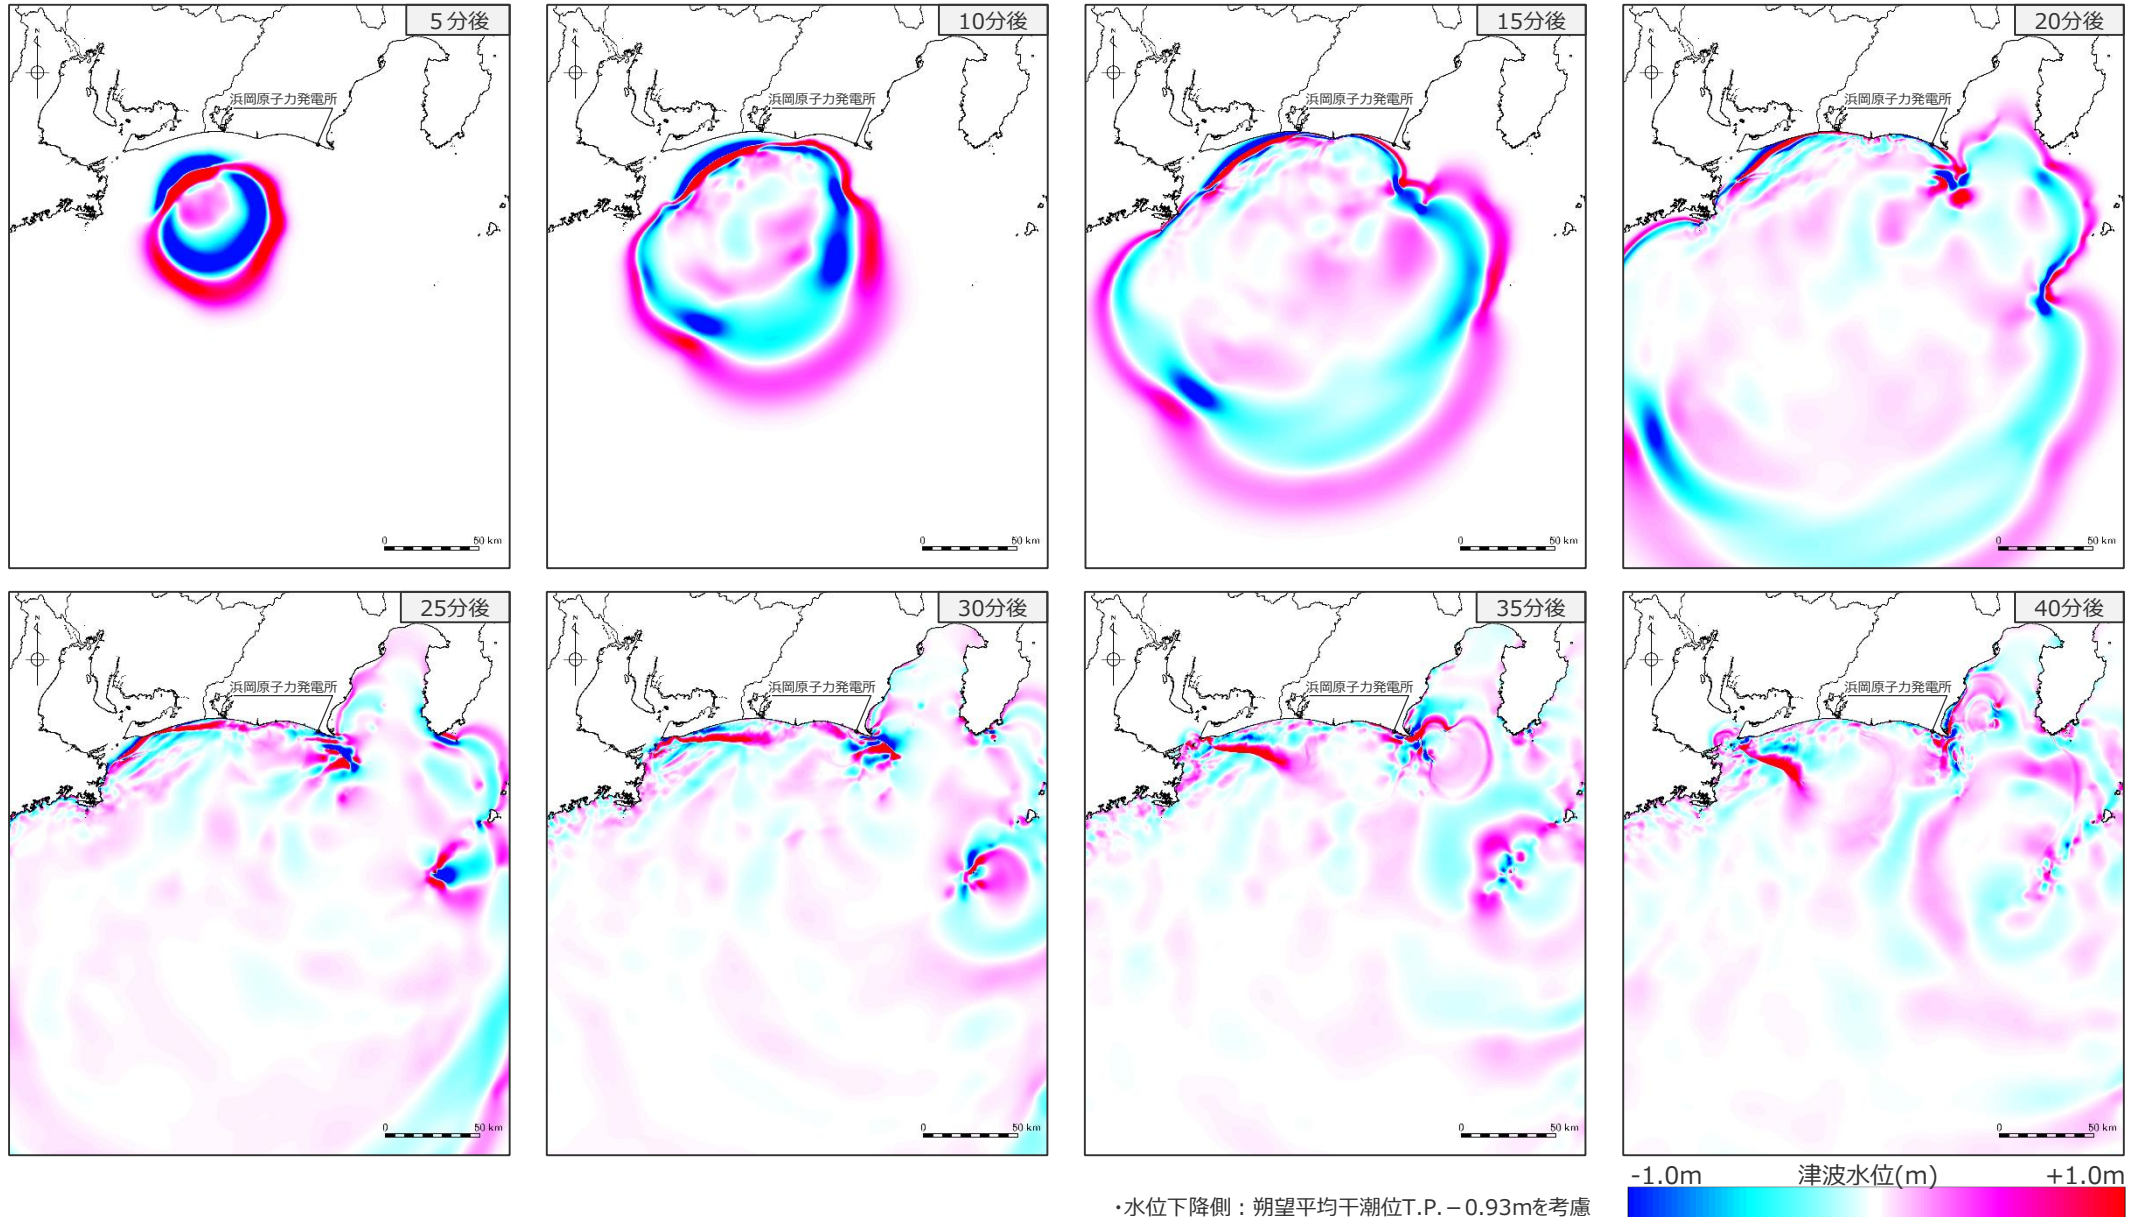 5分後
10分後
15分後
20分後
N
N
N
N
浜岡原子力発電所
浜岡原子力発電所
浜岡原子力発電所
浜岡原子力発電所
0 50 km
0 50 km
0 50 km
0 50 km
25分後
30分後
35分後
40分後
N
N
N
N
浜岡原子力発電所
浜岡原子力発電所
浜岡原子力発電所
浜岡原子力発電所
0 50 km
0 50 km
0 50 km
0 50 km
-1.0m 津波水位(m) +1.0m
・水位下降側：朔望平均干潮位T.P.－0.93mを考慮